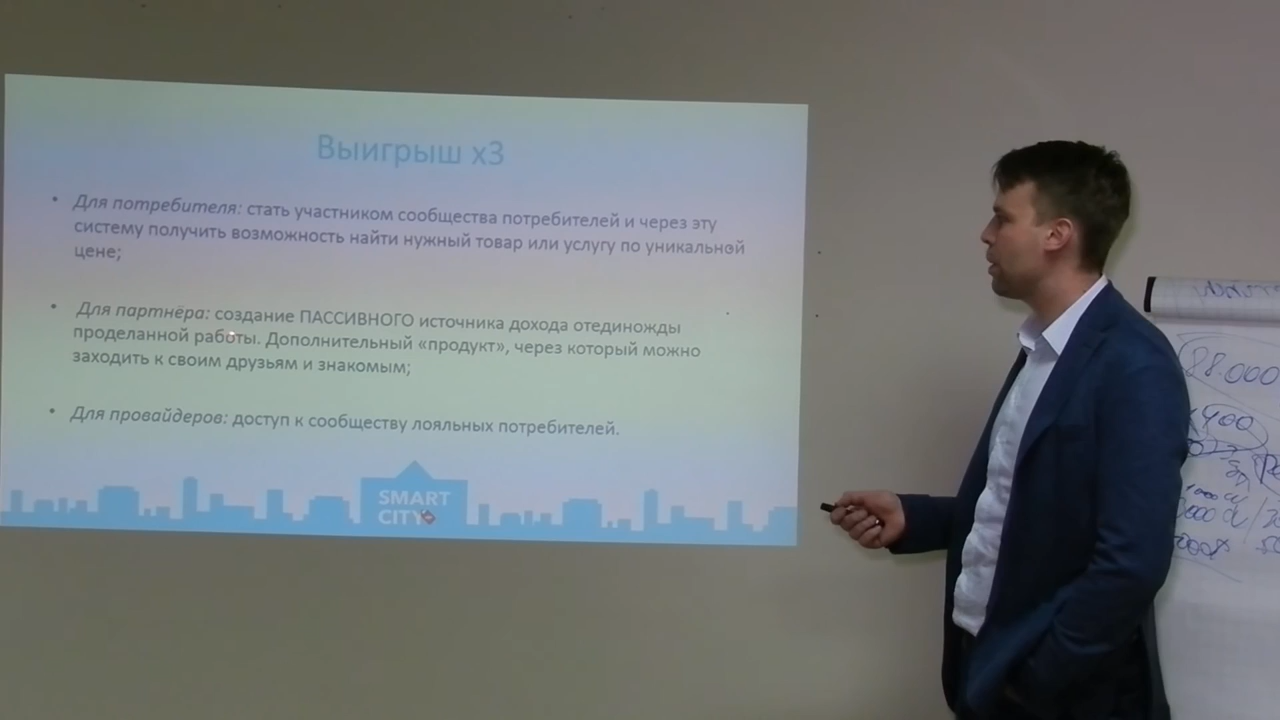 Выигрыш х3
• Для потребителя: стать участником сообщества потребителей и через эту
систему получить возможность найти нужный товар или услугу по уникальной
цене;
• Для партнёра: создание ПАССИВНОГО источника дохода отединожды
проделанной работы. Дополнительный «продукт», через который можно
заходить к своим друзьям и знакомым;
• Для провайдеров: доступ к сообществу лояльных потребителей.
SMART
CITY
88.000
400